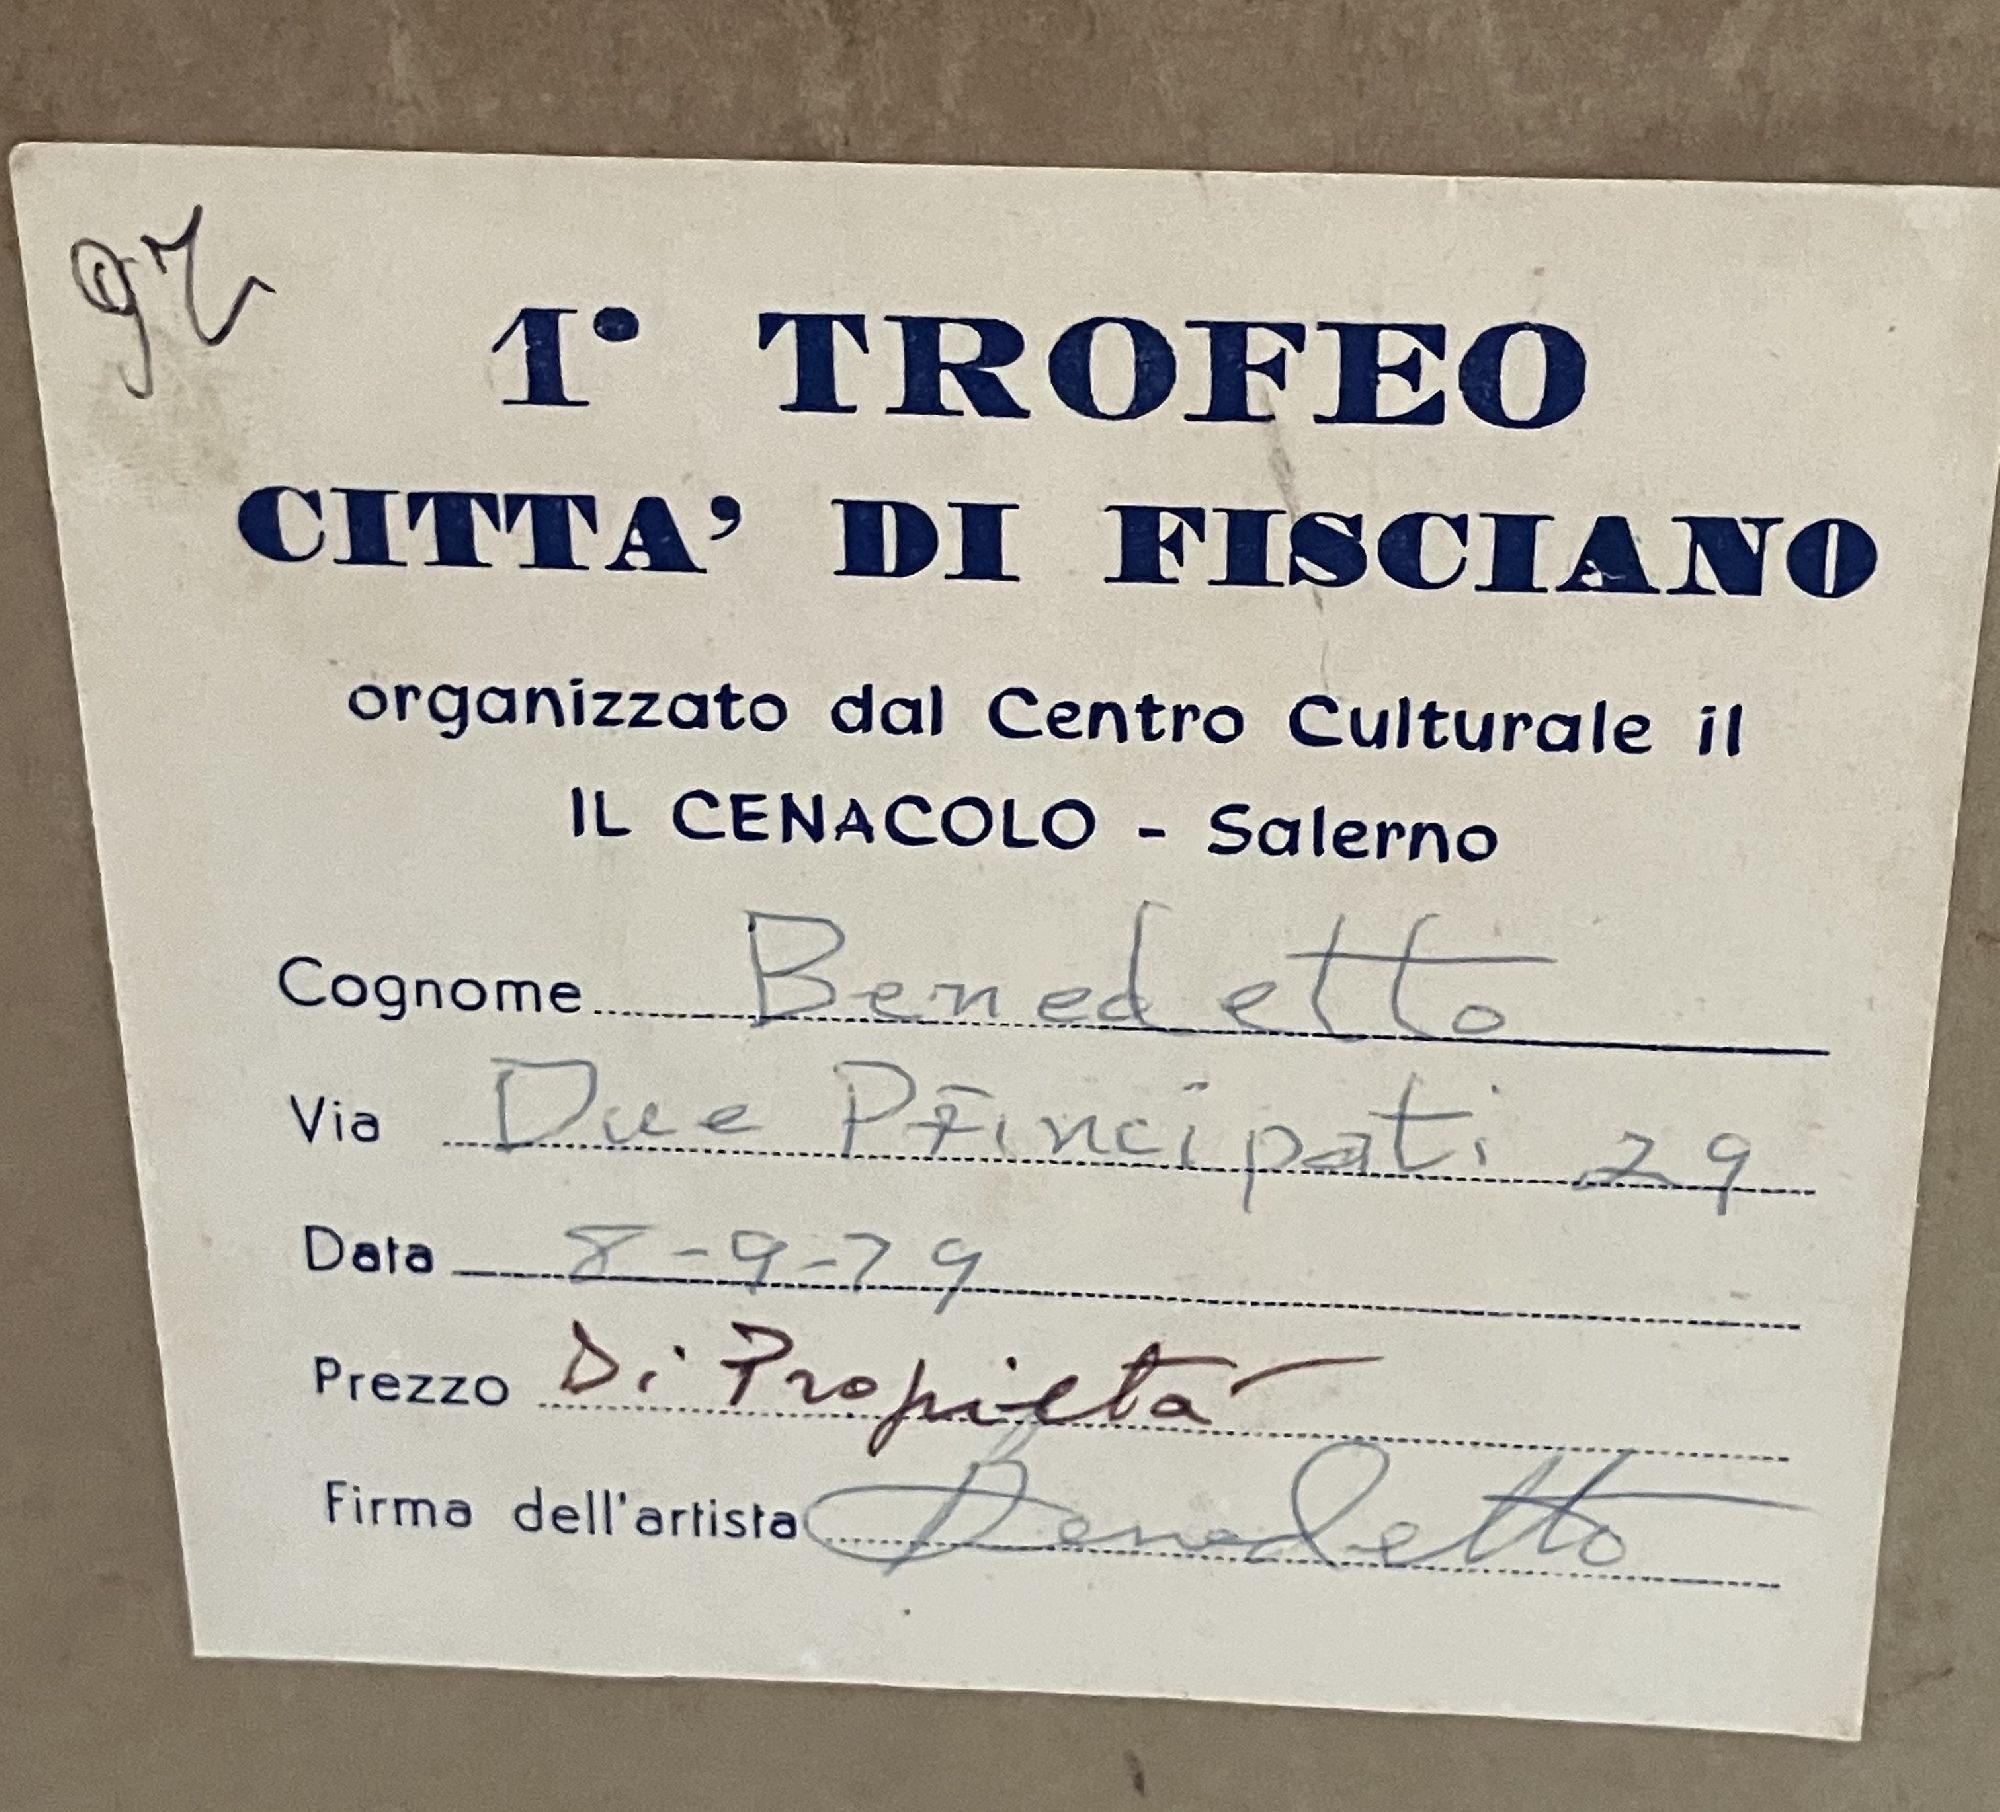 92
1° TROFEO
CITTA' DI FISCIANO
organizzato dal Centro Culturale il
IL CENACOLO - Salerno
Cognome Benedetto
Via Due Principati 29
Data 8-9-79
Prezzo Di Propietá
Firma dell'artista Benedetto